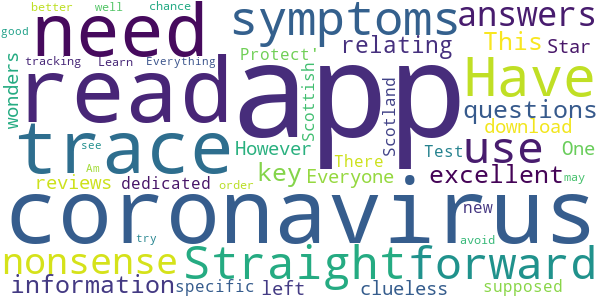 better well chance
good need symptoms answers
tracking Learn Everything Protect' relating This Star
wonders read app Have
Scottish' Scotland questions
trace However Test use download One
see There
Am key Everyone excellent
reviews dedicated order may
coronavirus new
try avoid
nonsense Straightforward
information specific left clueless supposed